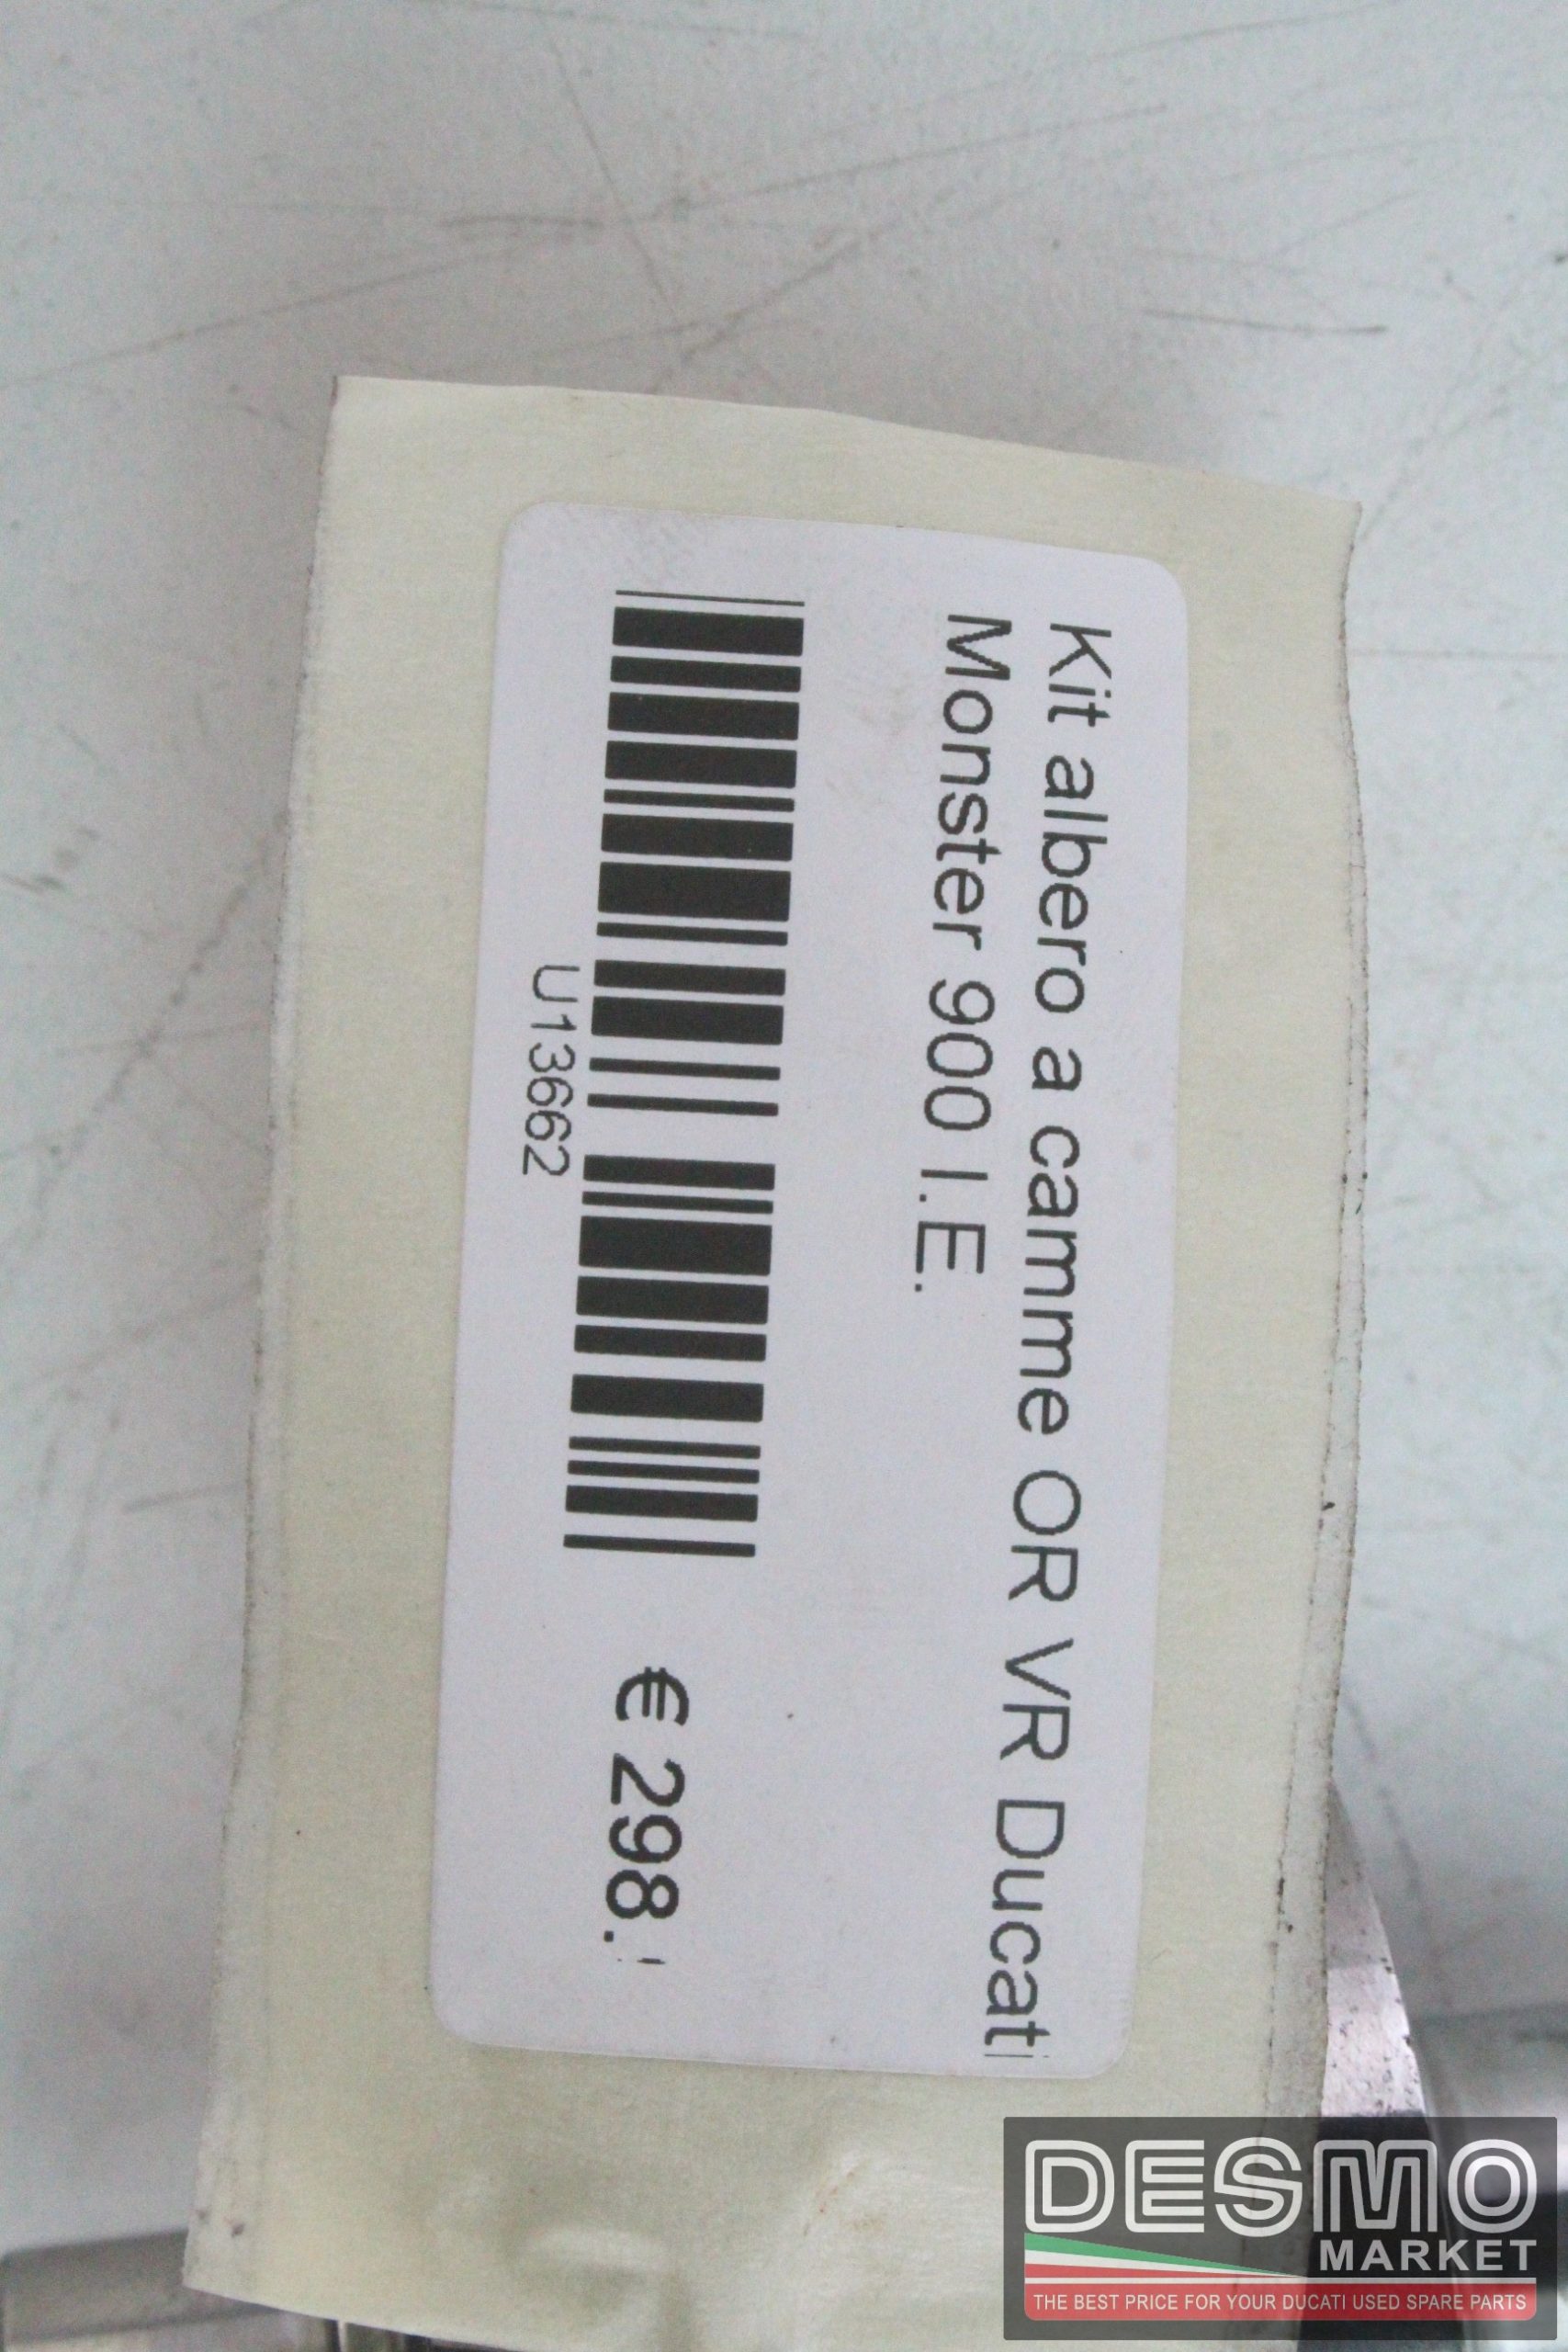 Kit albero a camme OR VR Ducati
Monster 900 I.E.
U13662
€ 298.
DESMO
MARKET
THE BEST PRICE FOR YOUR DUCATI USED SPARE PARTS